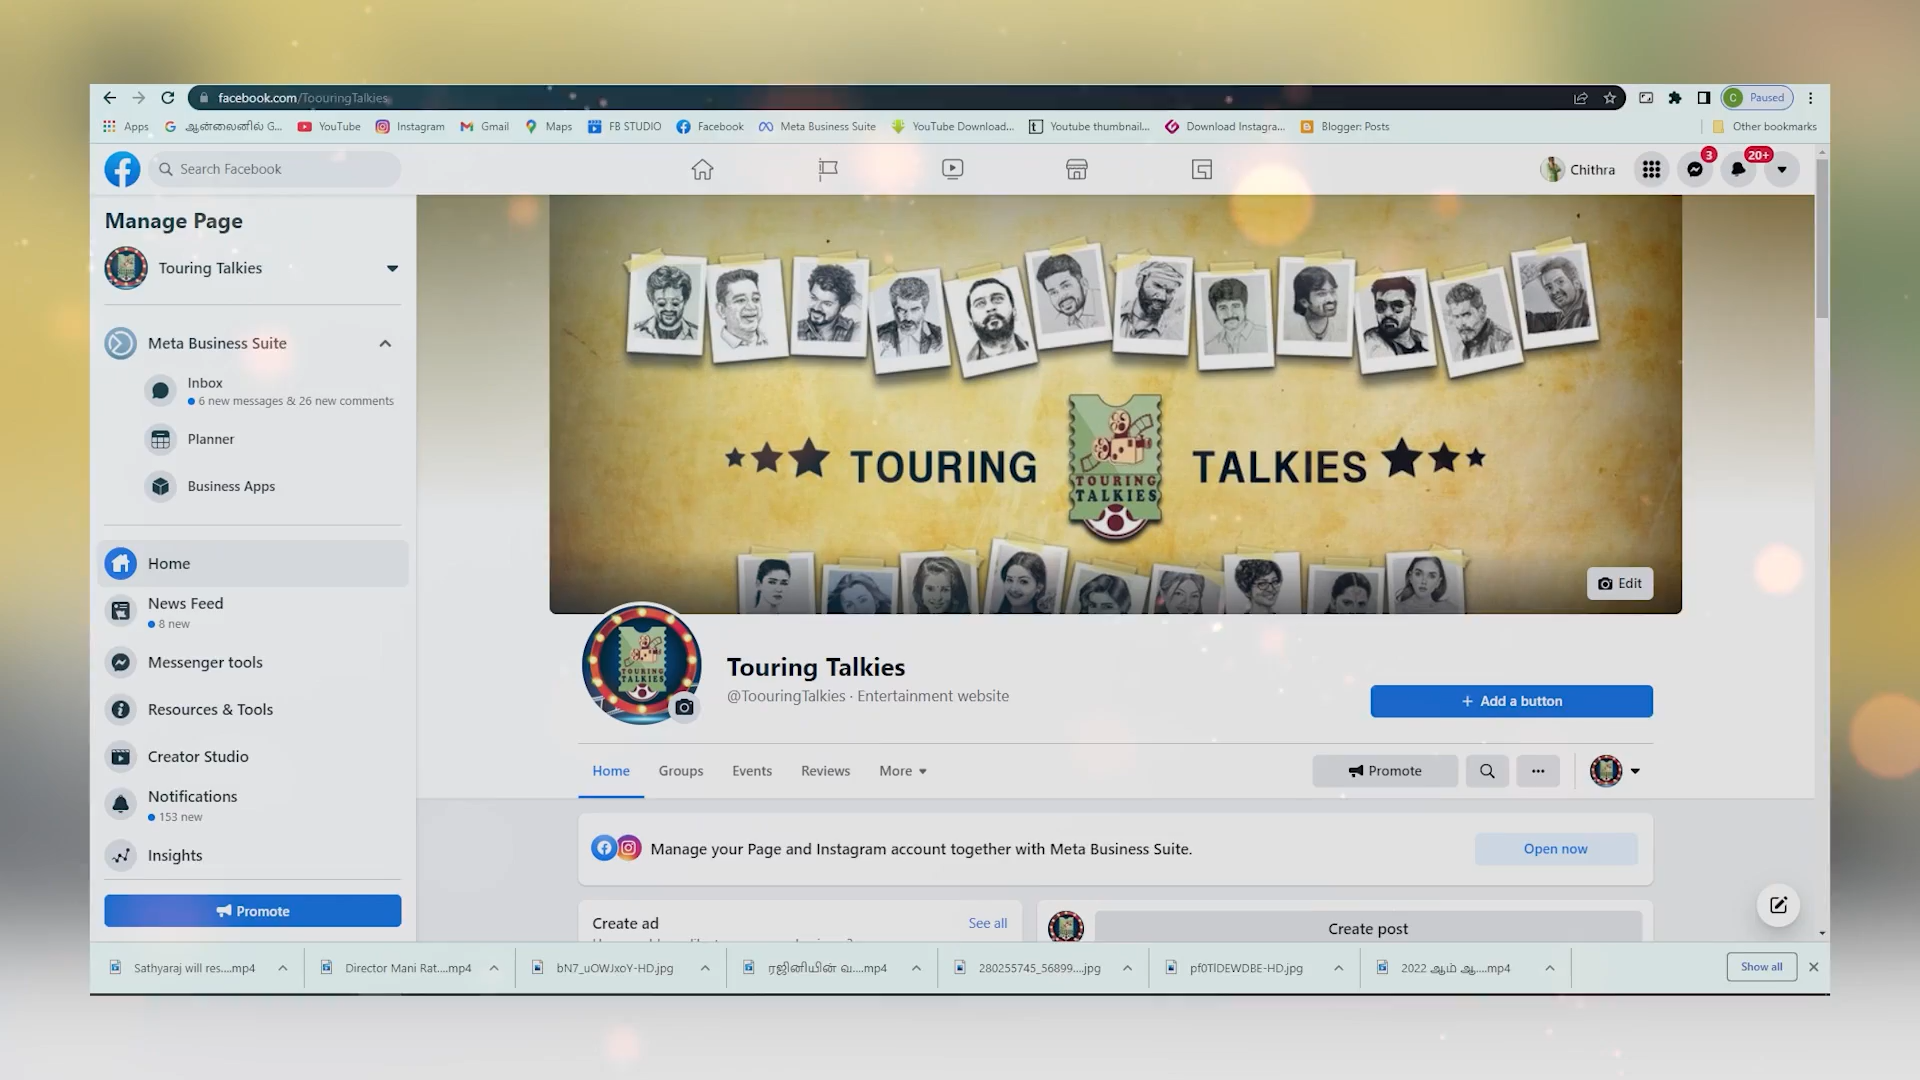 facebook.com/ToouringTalkies
Paused
Apps
ஆன்லைனில் G...
YouTube
Instagram
Gmail
Maps
FB STUDIO
Facebook
Meta Business Suite
YouTube Download...
Youtube thumbnail...
Download Instagra...
Blogger: Posts
Other bookmarks
Search Facebook
Chithra
3
20+
Manage Page
Touring Talkies
Meta Business Suite
Inbox
6 new messages & 26 new comments
Planner
Business Apps
Home
News Feed
8 new
Messenger tools
Resources & Tools
Creator Studio
Notifications
153 new
Insights
Promote
TOURING
TOURING
TALKIES
TALKIES
Edit
TOURING
TALKIES
Touring Talkies
@ToouringTalkies · Entertainment website
+ Add a button
Home
Groups
Events
Reviews
More
Promote
Manage your Page and Instagram account together with Meta Business Suite.
Open now
Create ad
See all
Create post
Sathyaraj will res....mp4
Director Mani Rat....mp4
bN7_uOWJxoY-HD.jpg
ரஜினியின் வ....mp4
280255745_56899....jpg
pf0TlDEWDBE-HD.jpg
2022 ஆம் ஆ....mp4
Show all